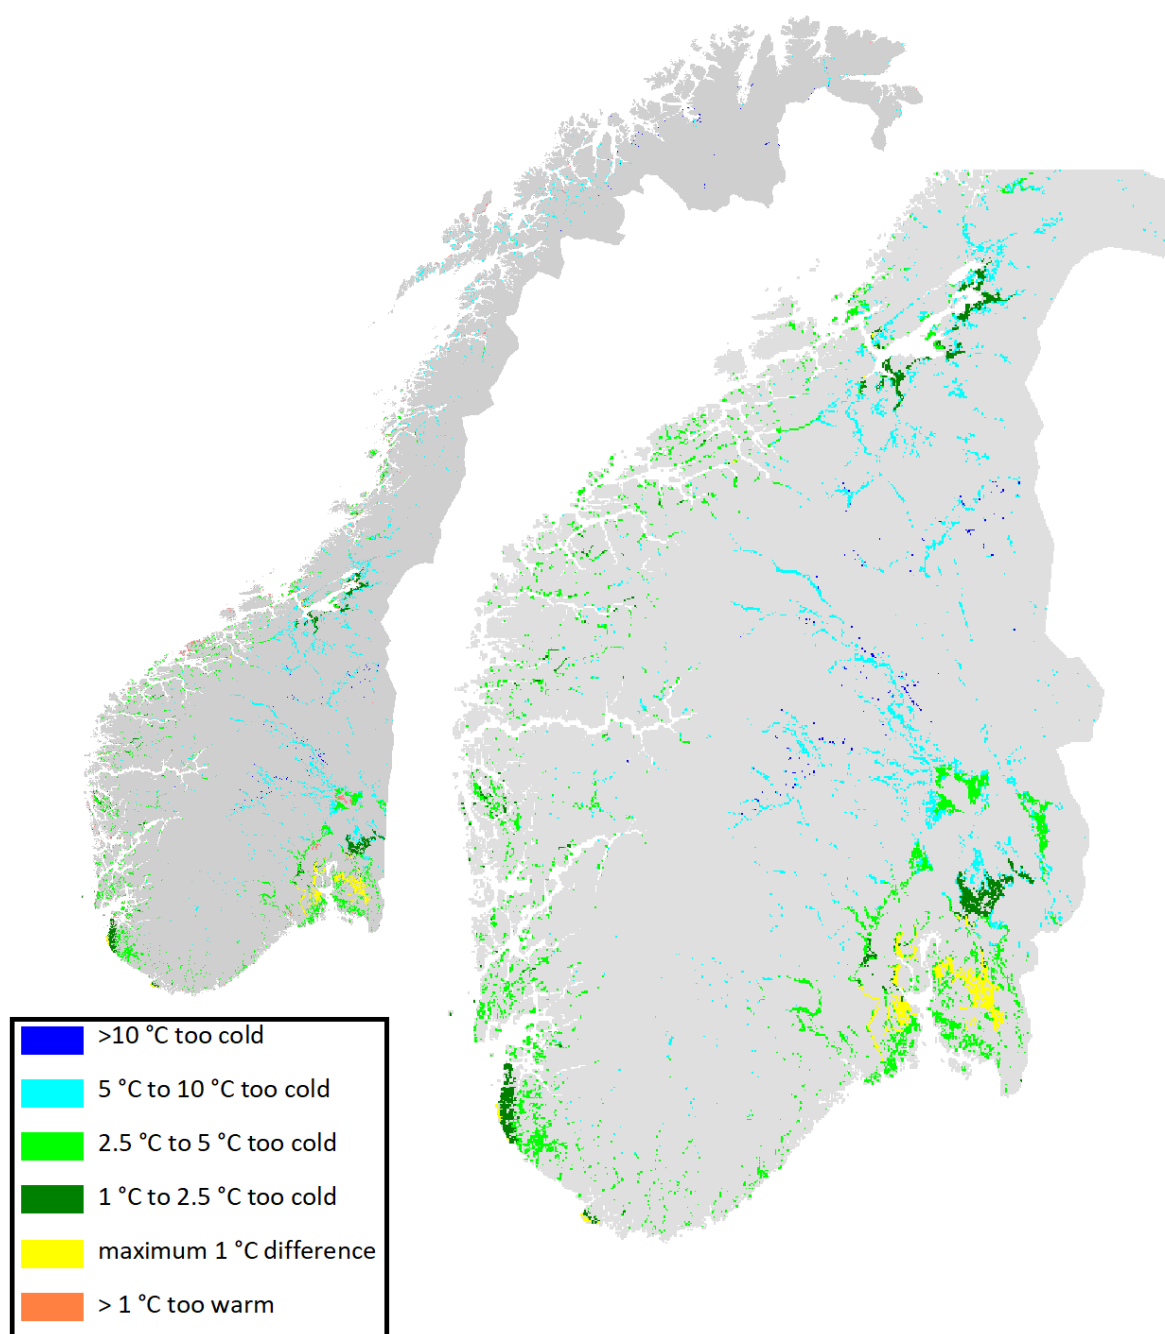 >10 °C too cold
5 °C to 10 °C too cold
2.5 °C to 5 °C too cold
1 °C to 2.5 °C too cold
maximum 1 °C difference
> 1 °C too warm